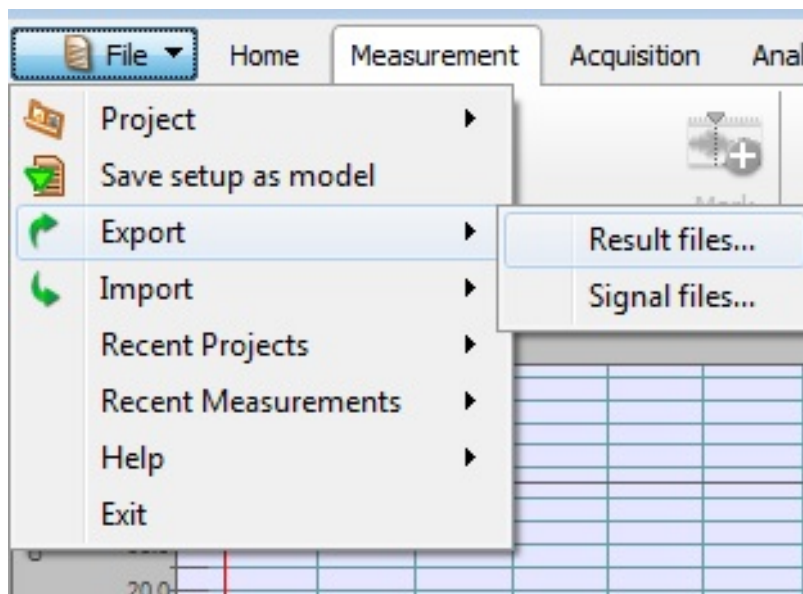 File Home Measurement Acquisition
Project
Save setup as model
Export
Result files...
Import
Signal files...
Recent Projects
Recent Measurements
Help
Exit
20.0